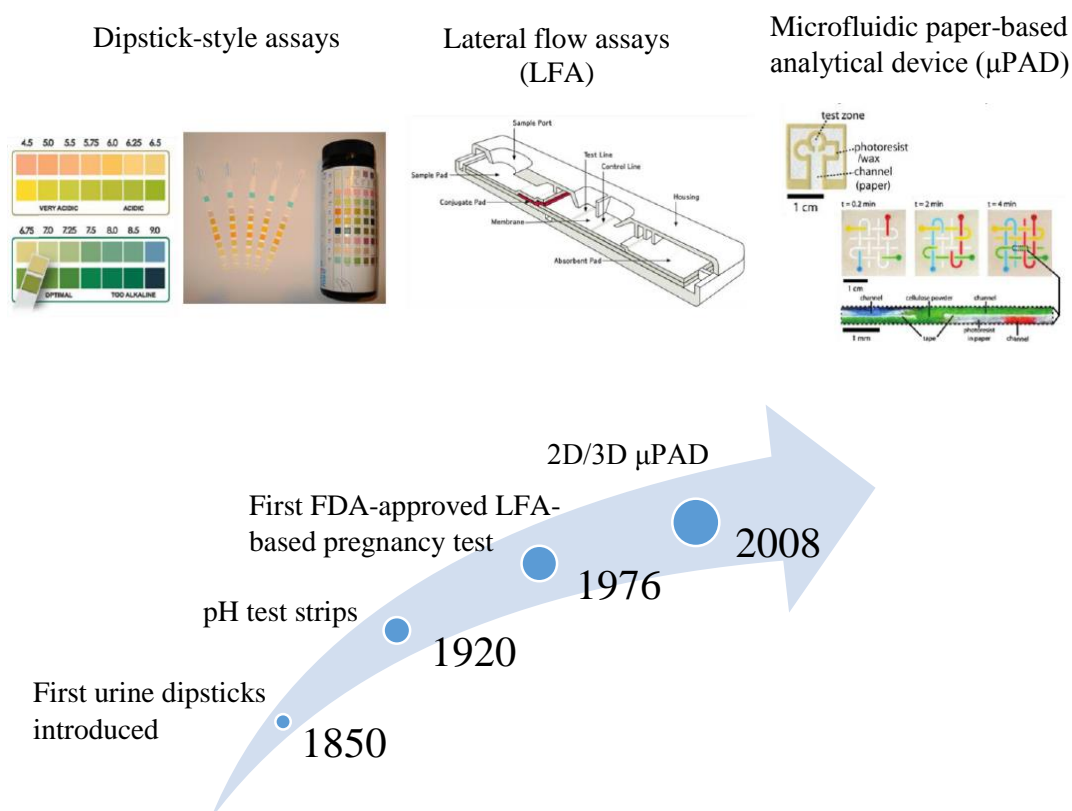 Dipstick-style assays
Lateral flow assays
(LFA)
Microfluidic paper-based
analytical device (μPAD)
4.5 5.0 5.5 5.75 6.0 6.25 6.5
VERY ACIDIC ACIDIC
6.75 7.0 7.25 7.5 8.0 8.5 9.0
OPTIMAL TOO ALKALINE
Sample Port
Test Line
Control Line
Sample Pad
Housing
Conjugate Pad
Membrane
Absorbent Pad
test zone
photoresist
/wax
channel
(paper)
1 cm
t = 0.2 min t = 2 min t = 4 min
1 cm
channel cellulose powder channel
1 mm tape photoresist
in paper channel
2D/3D μPAD
2008
First FDA-approved LFA-
based pregnancy test
1976
pH test strips
1920
First urine dipsticks
introduced
1850